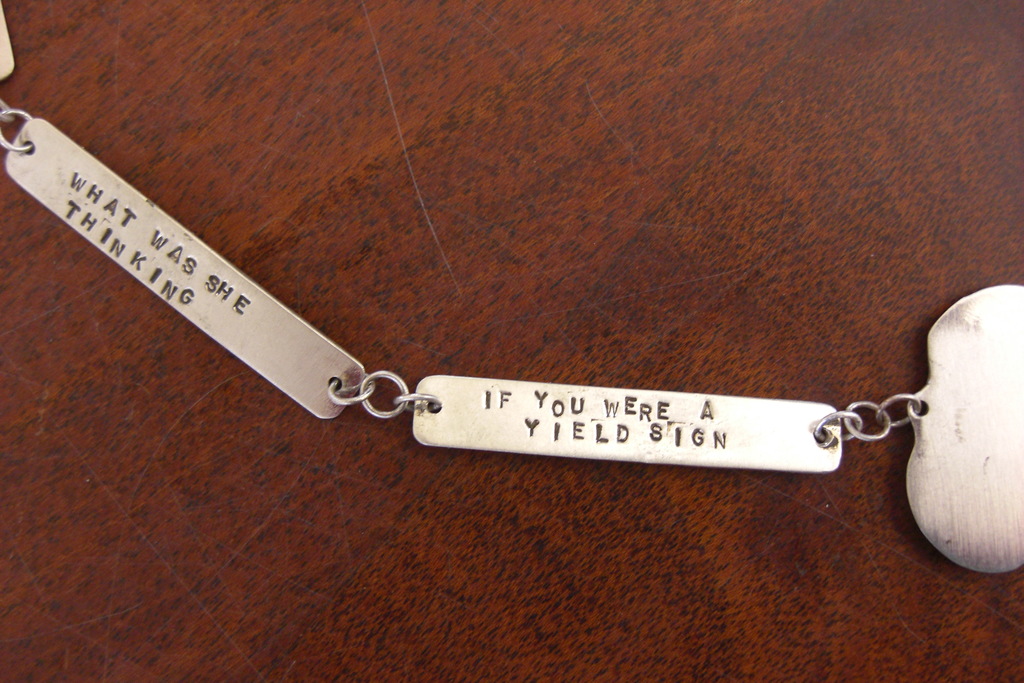 WHAT WAS SHE
THINKING
IF YOU WERE A
YIELD SIGN